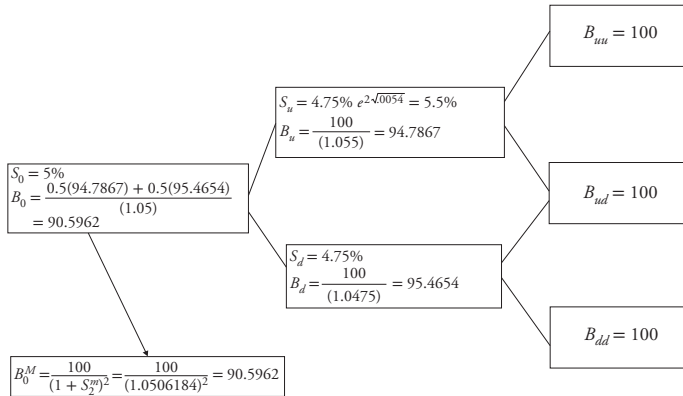 B_uu = 100
S_u = 4.75% e^{2√.0054} = 5.5%
B_u = 100/(1.055) = 94.7867
S_0 = 5%
B_0 = 0.5(94.7867) + 0.5(95.4654)/(1.05)
= 90.5962
B_ud = 100
S_d = 4.75%
B_d = 100/(1.0475) = 95.4654
B_dd = 100
B_0^M = 100/(1 + S_2^m)^2 = 100/(1.0506184)^2 = 90.5962